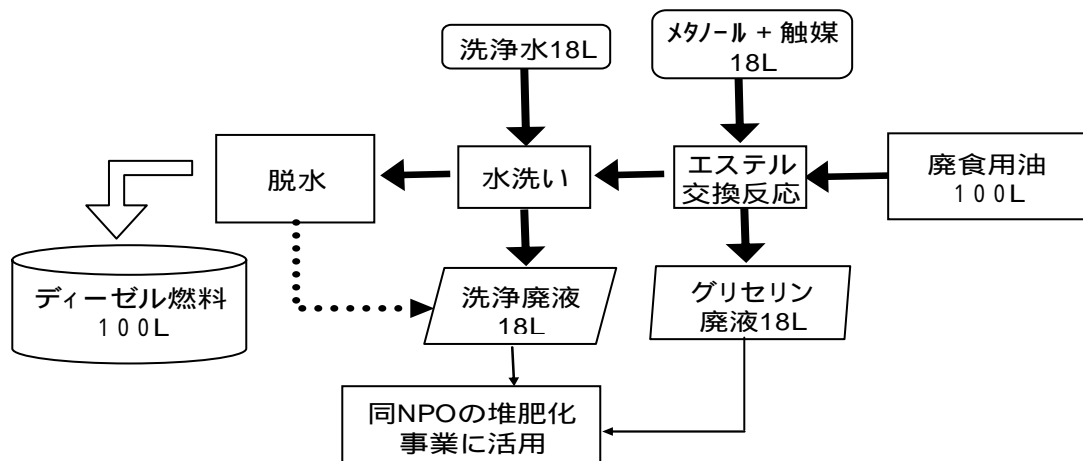 洗浄水18L
メタノール + 触媒
18L
脱水
水洗い
エステル
交換反応
廃食用油
１００L
ディーゼル燃料
１００L
洗浄廃液
18L
グリセリン
廃液18L
同NPOの堆肥化
事業に活用